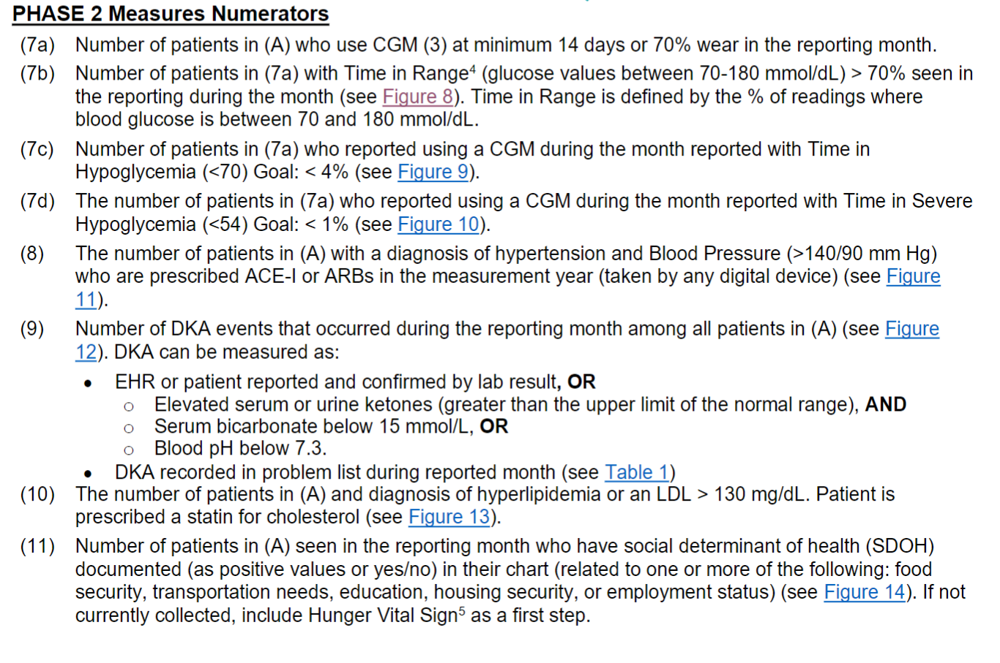 PHASE 2 Measures Numerators
(7a) Number of patients in (A) who use CGM (3) at minimum 14 days or 70% wear in the reporting month.
(7b) Number of patients in (7a) with Time in Range⁴ (glucose values between 70-180 mmol/dL) > 70% seen in
the reporting during the month (see Figure 8). Time in Range is defined by the % of readings where
blood glucose is between 70 and 180 mmol/dL.
(7c) Number of patients in (7a) who reported using a CGM during the month reported with Time in
Hypoglycemia (<70) Goal: < 4% (see Figure 9).
(7d) The number of patients in (7a) who reported using a CGM during the month reported with Time in Severe
Hypoglycemia (<54) Goal: < 1% (see Figure 10).
(8) The number of patients in (A) with a diagnosis of hypertension and Blood Pressure (>140/90 mm Hg)
who are prescribed ACE-I or ARBs in the measurement year (taken by any digital device) (see Figure
11).
(9) Number of DKA events that occurred during the reporting month among all patients in (A) (see Figure
12). DKA can be measured as:
• EHR or patient reported and confirmed by lab result, OR
o Elevated serum or urine ketones (greater than the upper limit of the normal range), AND
o Serum bicarbonate below 15 mmol/L, OR
o Blood pH below 7.3.
• DKA recorded in problem list during reported month (see Table 1)
(10) The number of patients in (A) and diagnosis of hyperlipidemia or an LDL > 130 mg/dL. Patient is
prescribed a statin for cholesterol (see Figure 13).
(11) Number of patients in (A) seen in the reporting month who have social determinant of health (SDOH)
documented (as positive values or yes/no) in their chart (related to one or more of the following: food
security, transportation needs, education, housing security, or employment status) (see Figure 14). If not
currently collected, include Hunger Vital Sign⁵ as a first step.